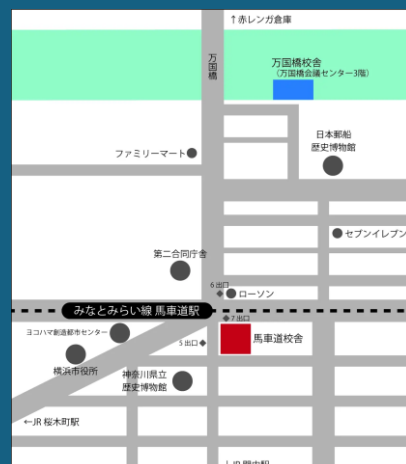 ↑赤レンガ倉庫
万国橋
万国橋校舎
（万国橋会議センター3階）
日本郵船
歴史博物館
ファミリーマート
セブンイレブン
第二合同庁舎
6出口
ローソン
みなとみらい線 馬車道駅
7出口
ヨコハマ創造都市センター
5出口
馬車道校舎
横浜市役所
神奈川県立
歴史博物館
←JR 桜木町駅